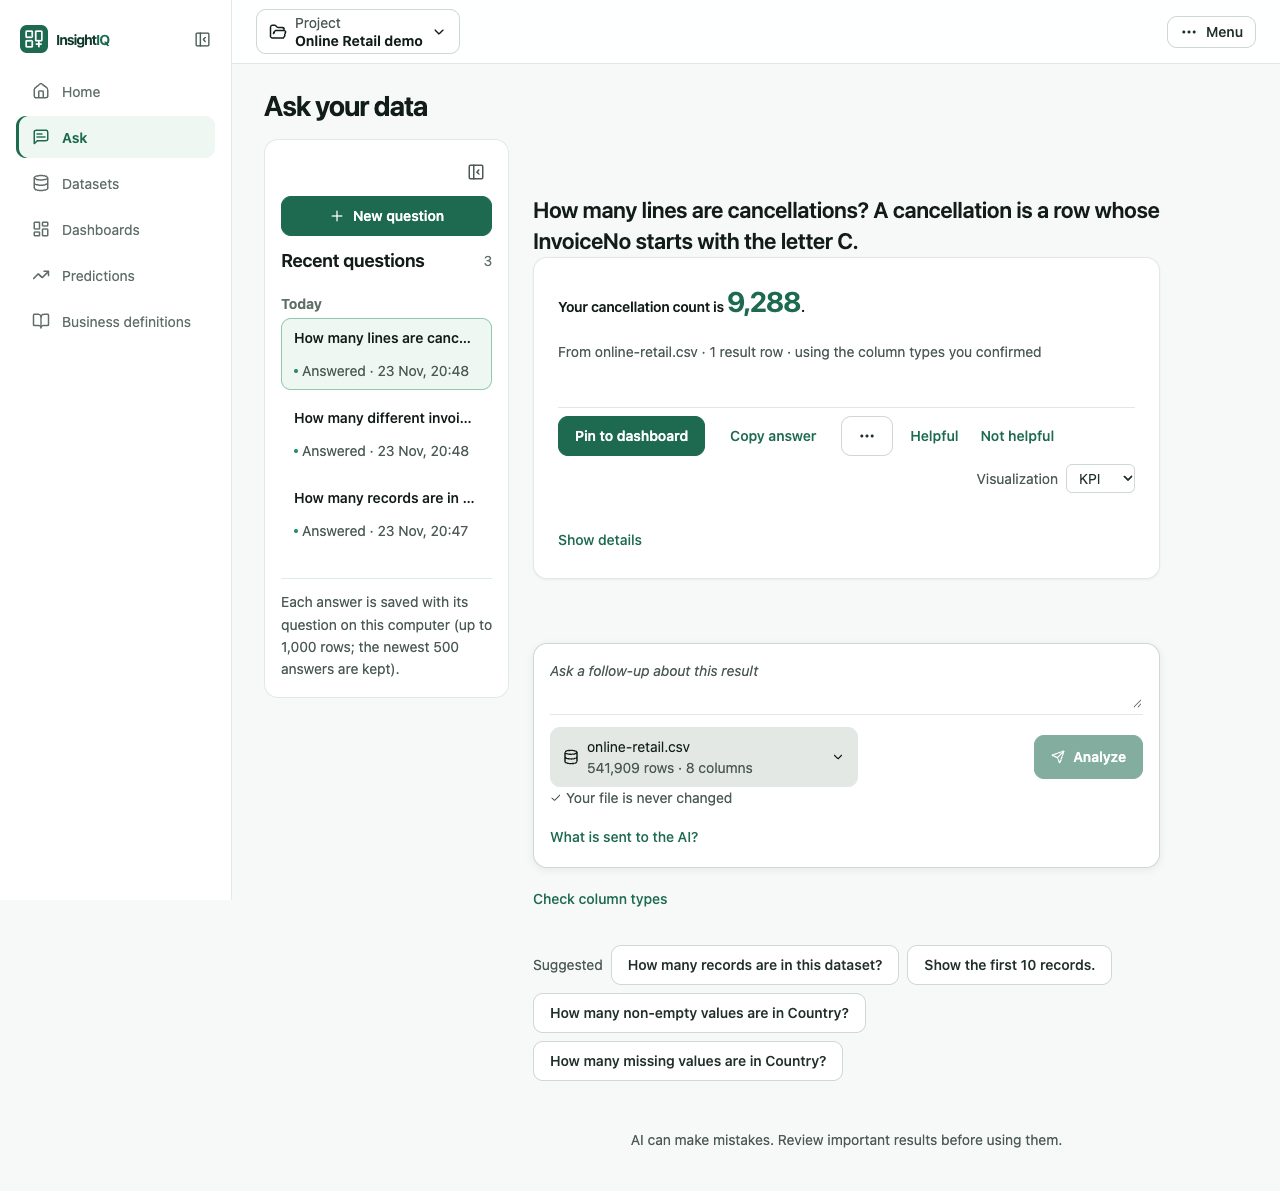 InsightIQ
Home
Ask
Datasets
Dashboards
Predictions
Business definitions
Project
Online Retail demo
Menu
Ask your data
New question
Recent questions 3
Today
How many lines are canc...
Answered · 23 Nov, 20:48
How many different invoi...
Answered · 23 Nov, 20:48
How many records are in ...
Answered · 23 Nov, 20:47
Each answer is saved with its
question on this computer (up to
1,000 rows; the newest 500
answers are kept).
How many lines are cancellations? A cancellation is a row whose
InvoiceNo starts with the letter C.
Your cancellation count is 9,288.
From online-retail.csv · 1 result row · using the column types you confirmed
Pin to dashboard Copy answer ••• Helpful Not helpful
Visualization KPI
Show details
Ask a follow-up about this result
online-retail.csv
541,909 rows · 8 columns
Analyze
Your file is never changed
What is sent to the AI?
Check column types
Suggested How many records are in this dataset? Show the first 10 records.
How many non-empty values are in Country?
How many missing values are in Country?
AI can make mistakes. Review important results before using them.